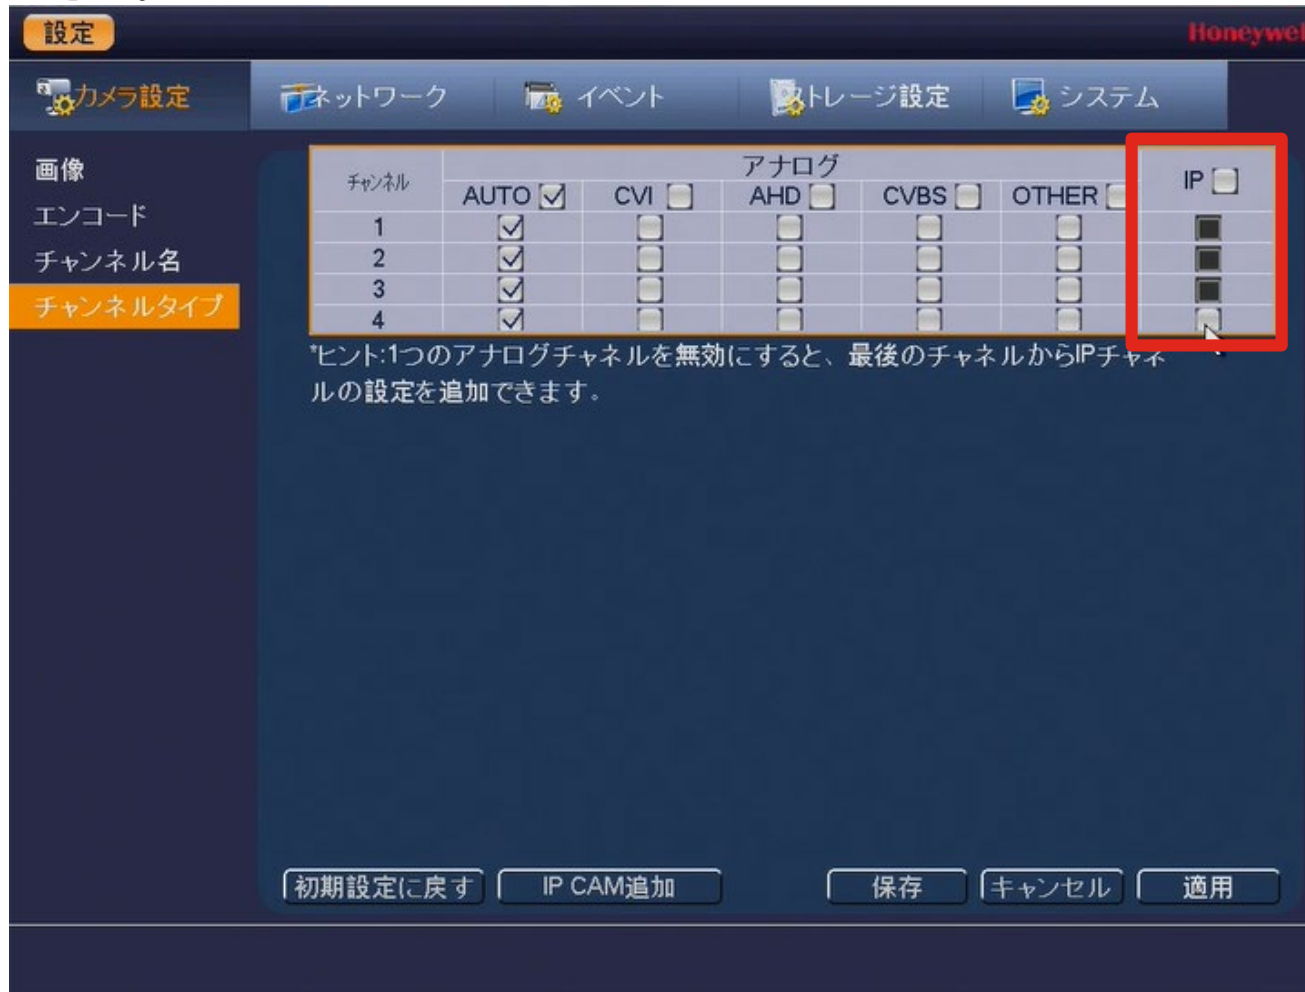 設定
Honeywel
カメラ設定
ネットワーク
イベント
トレージ設定
システム
画像
エンコード
チャンネル名
チャンネルタイプ
チャンネル
アナログ
IP
AUTO CVI AHD CVBS OTHER
1
2
3
4
*ヒント:1つのアナログチャネルを無効にすると、最後のチャネルからIPチャネ
ルの設定を追加できます。
初期設定に戻す IP CAM追加 保存 キャンセル 適用